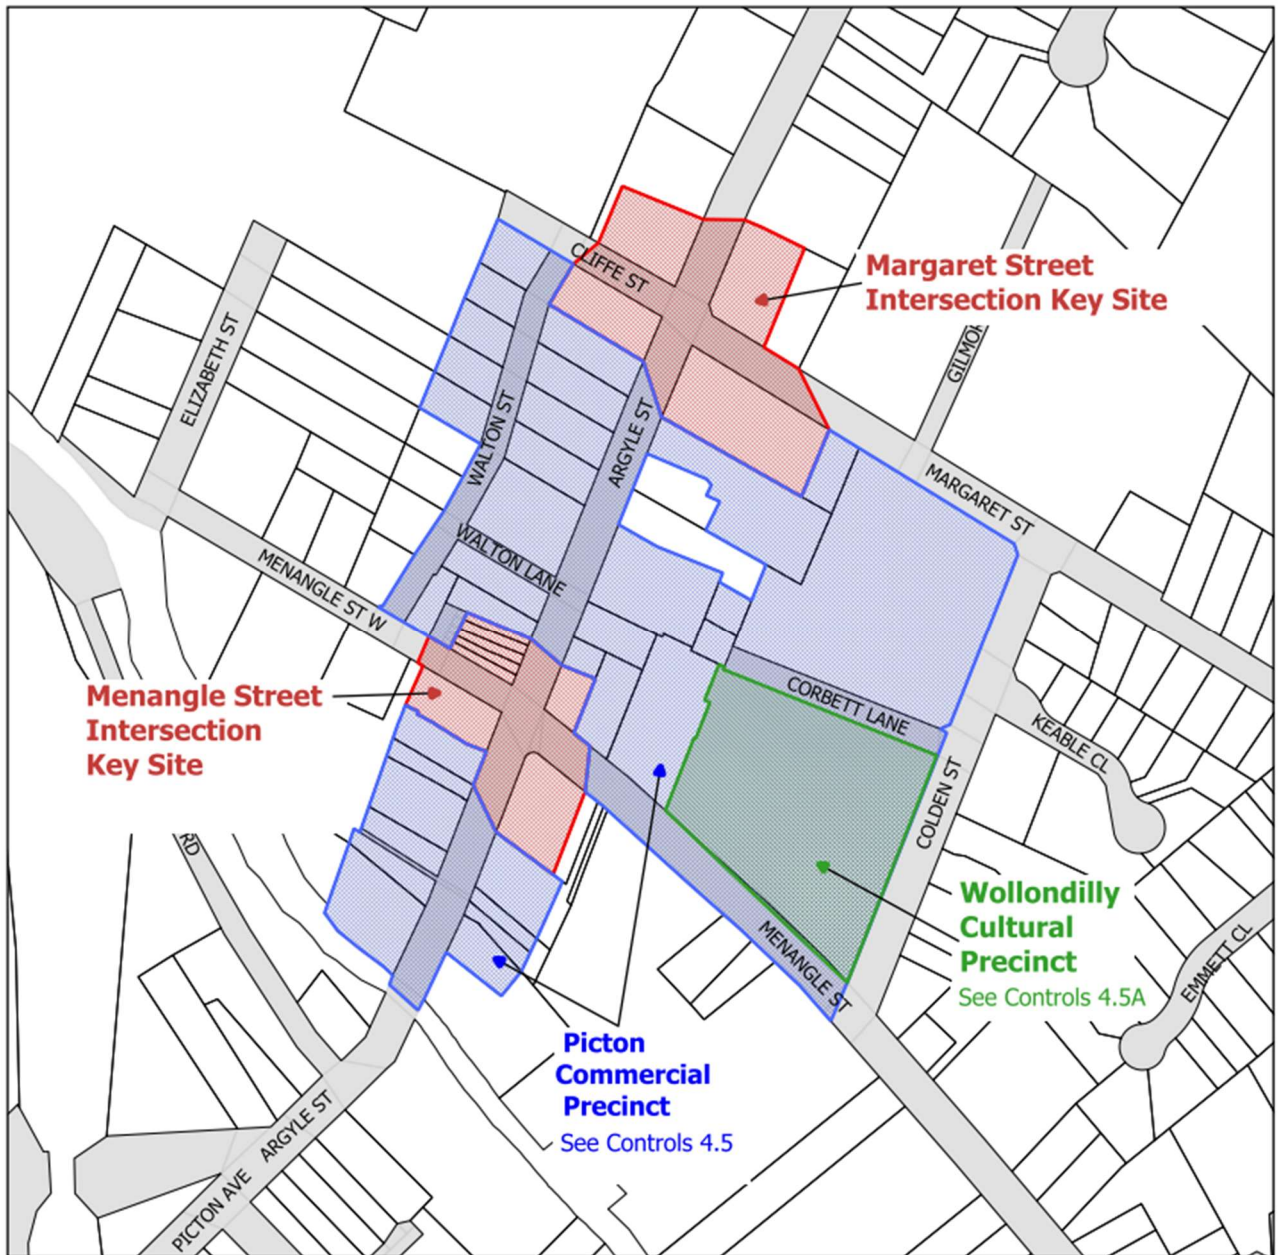 CLIFFE ST
Margaret Street
Intersection Key Site
ELIZABETH ST
WALTON ST
ARGYLE ST
MARGARET ST
WALTON LANE
MENANGLE ST W
CORBETT LANE
KEABLE CL
Menangle Street
Intersection
Key Site
COLDEN ST
RD
Wollondilly
Cultural
Precinct
See Controls 4.5A
MENANGLE ST
EMMETT CL
Picton
Commercial
Precinct
See Controls 4.5
ARGYLE ST
PICTON AVE